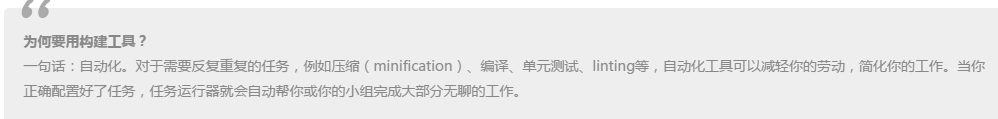 为何要用构建工具？
一句话：自动化。对于需要反复重复的任务，例如压缩（minification）、编译、单元测试、linting等，自动化工具可以减轻你的劳动，简化你的工作。当你
正确配置好了任务，任务运行器就会自动帮你或你的小组完成大部分无聊的工作。